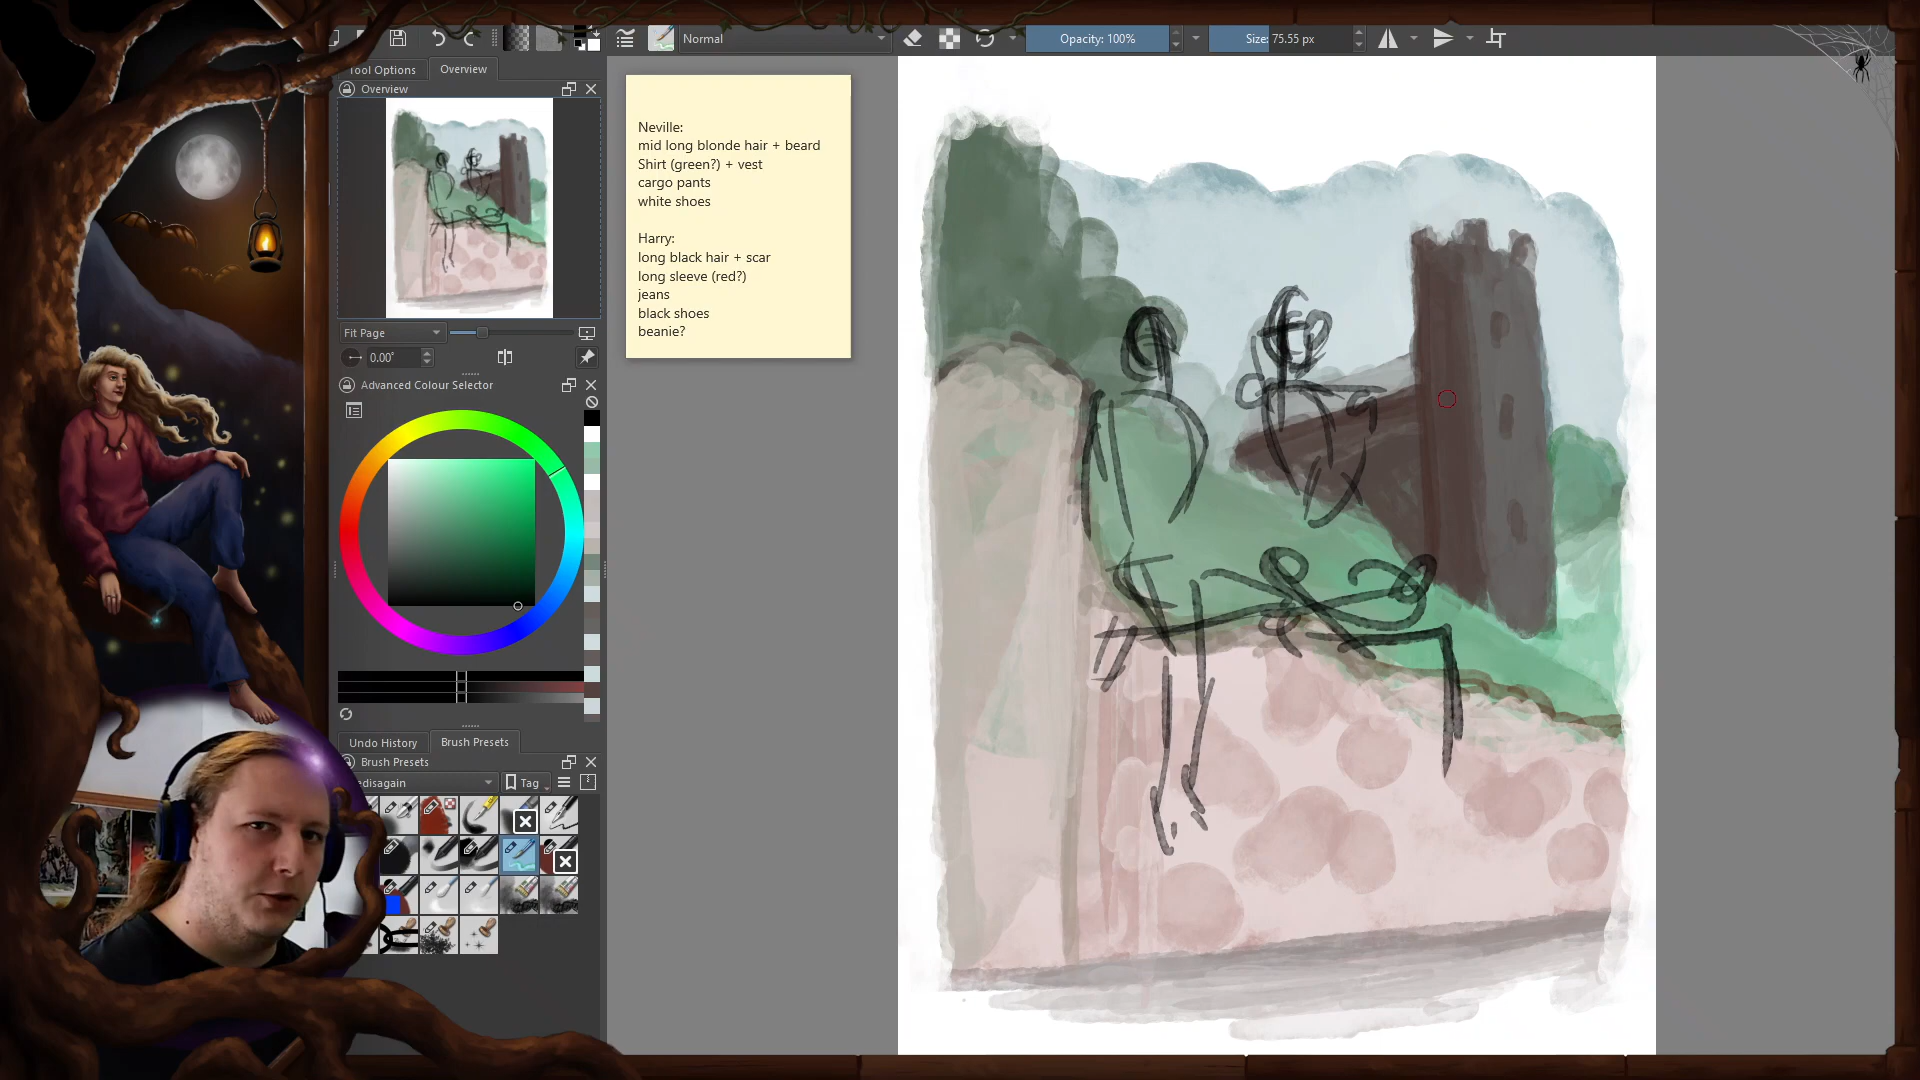 Normal
Opacity: 100%
Size: 75.55 px
Tool Options
Overview
Overview
Neville:
mid long blonde hair + beard
Shirt (green?) + vest
cargo pants
white shoes
Harry:
long black hair + scar
long sleeve (red?)
jeans
black shoes
beanie?
Fit Page
0.00°
Advanced Colour Selector
Undo History
Brush Presets
Brush Presets
edisagain
Tag